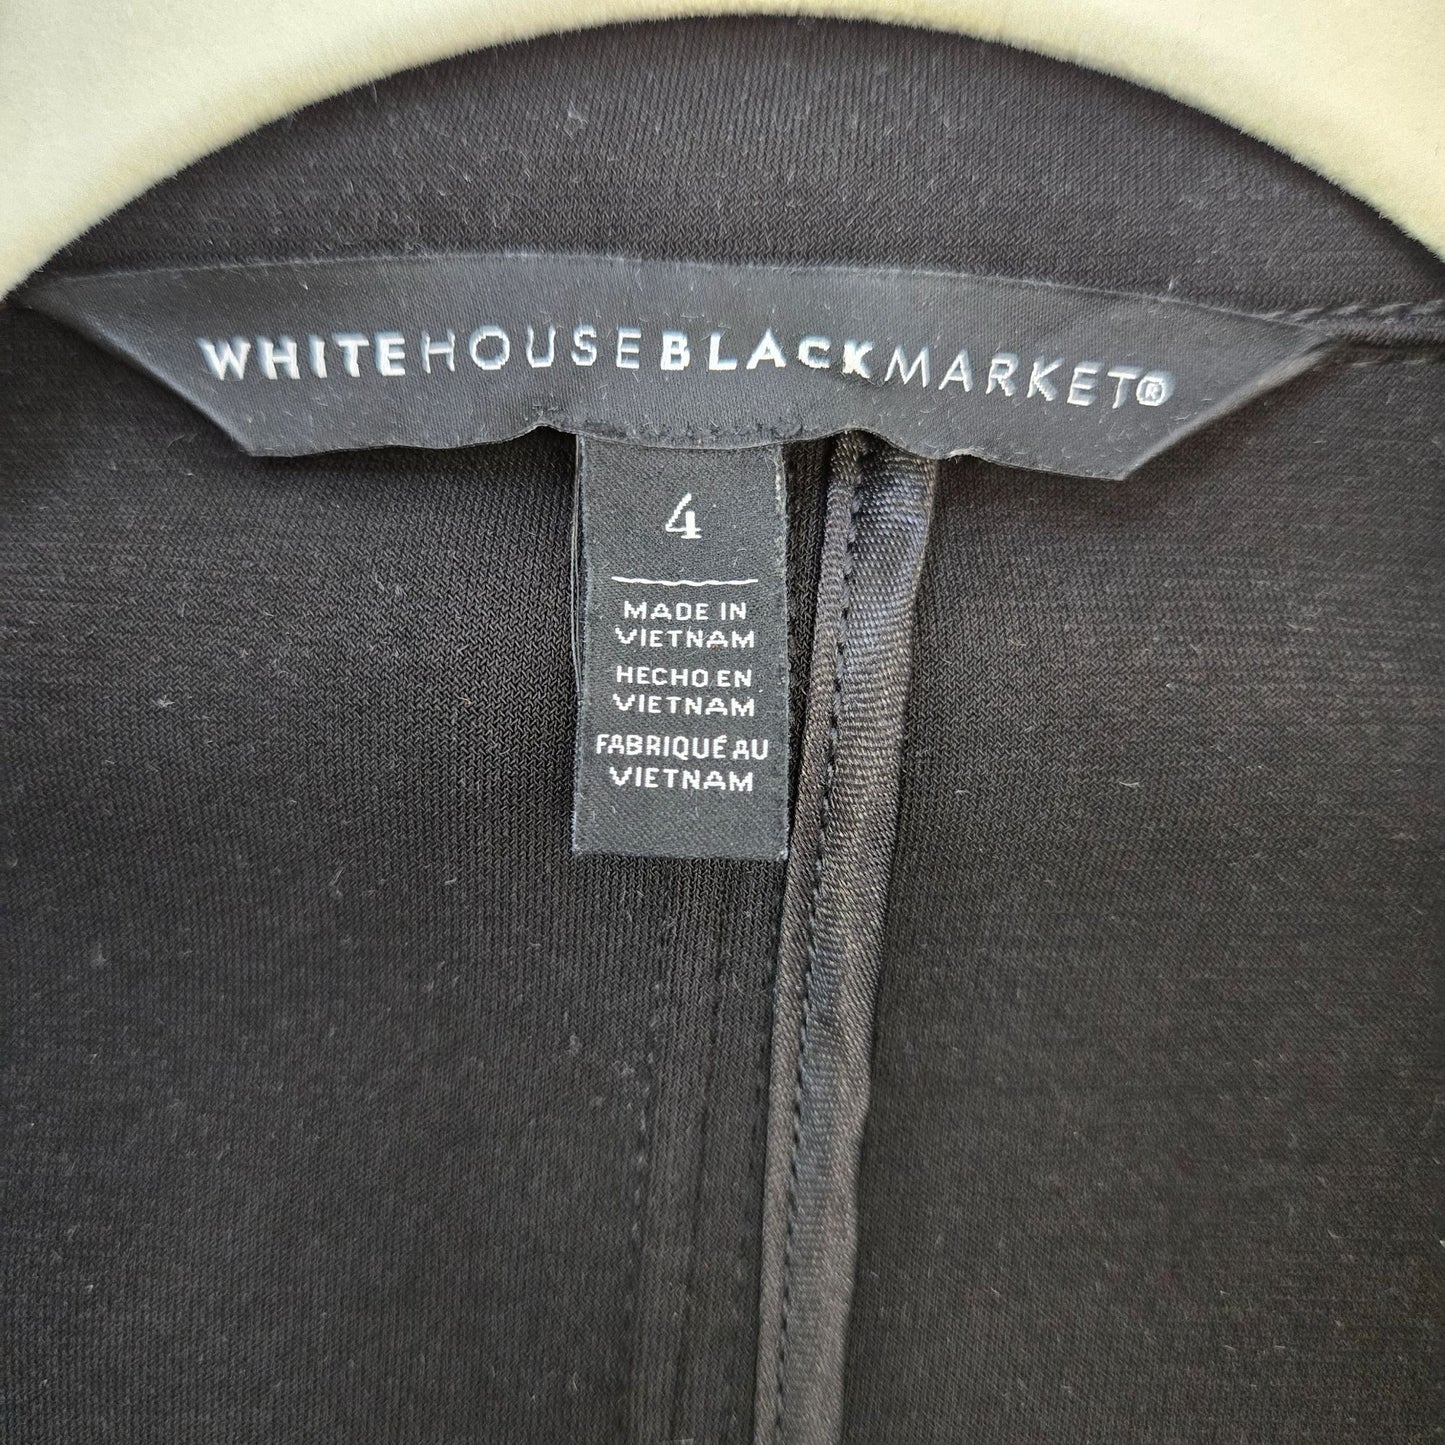 WHITEHOUSEBLACKMARKET®
4
MADE IN
VIETNAM
HECHO EN
VIETNAM
FABRIQUÉ AU
VIETNAM